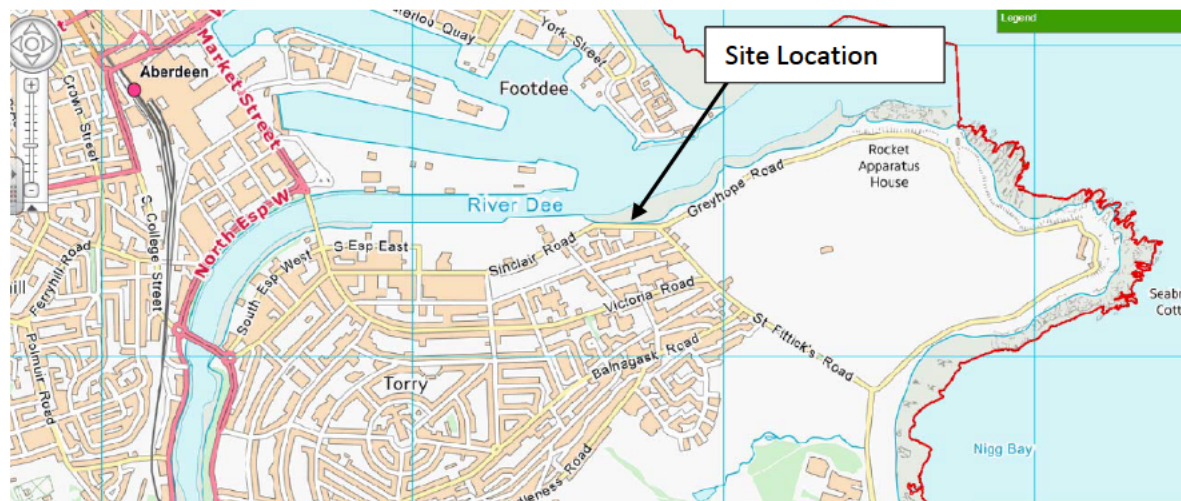 Legend
Site Location
Waterloo Quay
York Street
Aberdeen
Market Street
Footdee
Crown Street
Rocket
Apparatus
House
Greyhope Road
River Dee
North Esp W
S College Street
S Esp East
Sinclair Road
Ferryhill Road
South Esp West
Victoria Road
Polmuir Road
St Fittick's Road
Balnagask Road
Torry
Nigg Bay